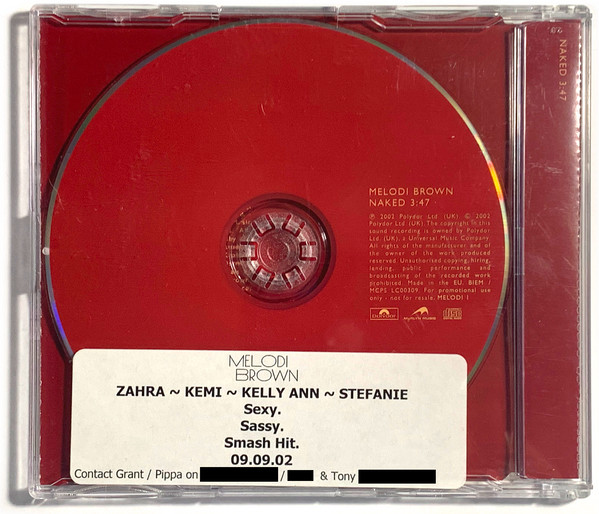 NAKED 3:47
MELODI BROWN
NAKED 3:47
℗ 2002 Polydor Ltd (UK) © 2002
Polydor Ltd (UK). The copyright in this
sound recording is owned by Polydor
Ltd. (UK), a Universal Music Company.
All rights of the manufacturer and of
the owner of the work produced
reserved. Unauthorised copying, hiring,
lending, public performance and
broadcasting of the recorded work
prohibited. Made in the EU. BIEM /
MCPS LC00309. For promotional use
only - not for resale. MELODI 1
Polydor
COMPACT
disc
MELODI
BROWN
ZAHRA ~ KEMI ~ KELLY ANN ~ STEFANIE
Sexy.
Sassy.
Smash Hit.
09.09.02
Contact Grant / Pippa on / & Tony